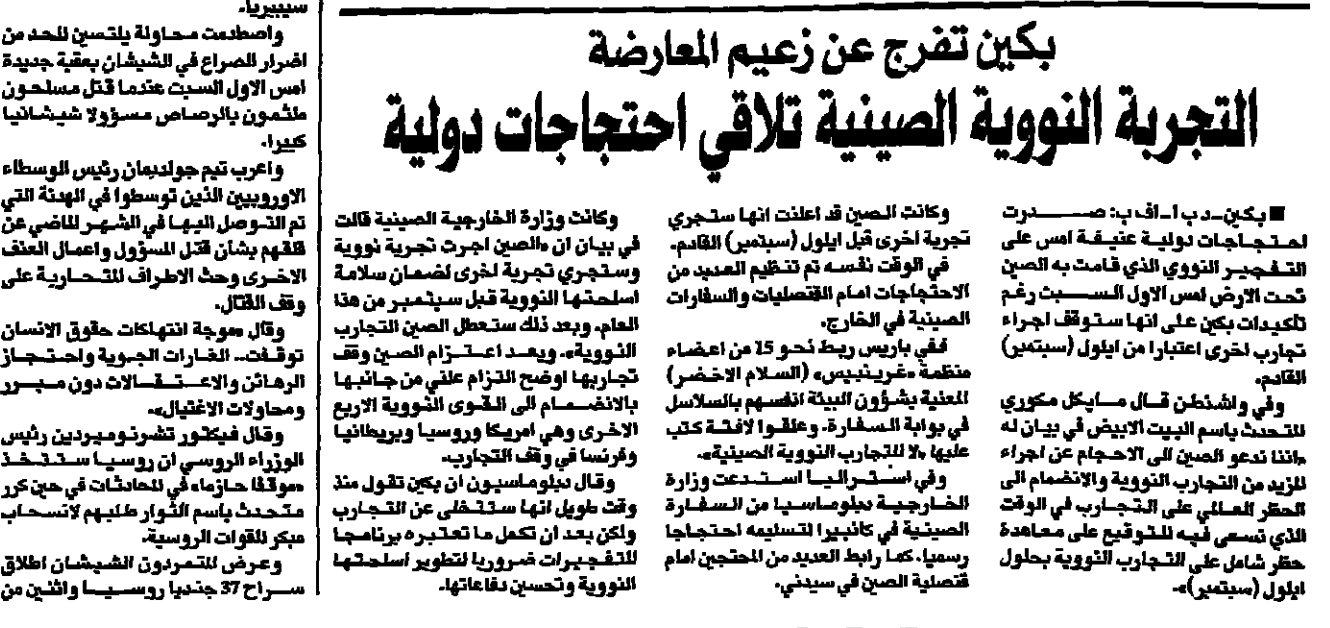 بكين تفرج عن زعيم المعارضة
التجربة النووية الصينية تلاقي احتجاجات دولية
■ بكين-د ب أ-اف ب: صدرت
احتجاجات دولية عنيفة امس على
التفجير النووي الذي قامت به الصين
تحت الارض امس الاول السبت رغم
تأكيدات بكين على انها ستوقف اجراء
تجارب اخرى اعتبارا من ايلول (سبتمبر)
القادم.
وفي واشنطن قال مايكل مكوري
المتحدث باسم البيت الابيض في بيان له
«اننا ندعو الصين الى الاحجام عن اجراء
المزيد من التجارب النووية والانضمام الى
الحظر العالمي على التجارب في الوقت
الذي نسعى فيه للتوقيع على معاهدة
حظر شامل على التجارب النووية بحلول
ايلول (سبتمبر)».
وكانت الصين قد اعلنت انها ستجري
تجربة اخرى قبل ايلول (سبتمبر) القادم.
في الوقت نفسه تم تنظيم العديد من
الاحتجاجات امام القنصليات والسفارات
الصينية في الخارج.
ففي باريس ربط نحو 15 من اعضاء
منظمة «غرينبيس» (السلام الاخضر)
المعنية بشؤون البيئة انفسهم بالسلاسل
في بوابة السفارة. وعلقوا لافتة كتب
عليها «لا للتجارب النووية الصينية».
وفي استراليا استدعت وزارة
الخارجية دبلوماسيا من السفارة
الصينية في كانبيرا لتسليمه احتجاجا
رسميا. كما رابط العديد من المحتجين امام
قنصلية الصين في سيدني.
وكانت وزارة الخارجية الصينية قالت
في بيان ان «الصين اجرت تجربة نووية
وستجري تجربة اخرى لضمان سلامة
اسلحتها النووية قبل سبتمبر من هذا
العام. وبعد ذلك ستعطل الصين التجارب
النووية». ويعد اعتزام الصين وقف
تجاربها اوضح التزام علني من جانبها
بالانضمام الى القوى النووية الاربع
الاخرى وهي امريكا وروسيا وبريطانيا
وفرنسا في وقف التجارب.
وقال دبلوماسيون ان بكين تقول منذ
وقت طويل انها ستتخلى عن التجارب
ولكن بعد ان تكمل ما تعتبره برنامجا
للتفجيرات ضروريا لتطوير اسلحتها
النووية وتحسين دفاعاتها.
سيبيريا.
واصطدمت محاولة يلتسين للحد من
اضرار الصراع في الشيشان بعقبة جديدة
امس الاول السبت عندما قتل مسلحون
ملثمون بالرصاص مسؤولا شيشانيا
كبيرا.
واعرب تيم جولديمان رئيس الوسطاء
الاوروبيين الذين توسطوا في الهدنة التي
تم التوصل اليها في الشهر الماضي عن
قلقهم بشأن قتل المسؤول واعمال العنف
الاخرى وحث الاطراف المتحاربة على
وقف القتال.
وقال «موجة انتهاكات حقوق الانسان
توقفت.. الغارات الجوية واحتجاز
الرهائن والاعتقالات دون مبرر
ومحاولات الاغتيال».
وقال فيكتور تشرنوميردين رئيس
الوزراء الروسي ان روسيا ستتخذ
«موقفا حازما» في المحادثات في حين كرر
متحدث باسم الثوار طلبهم لانسحاب
مبكر للقوات الروسية.
وعرض المتمردون الشيشان اطلاق
سراح 37 جنديا روسيا واثنين من